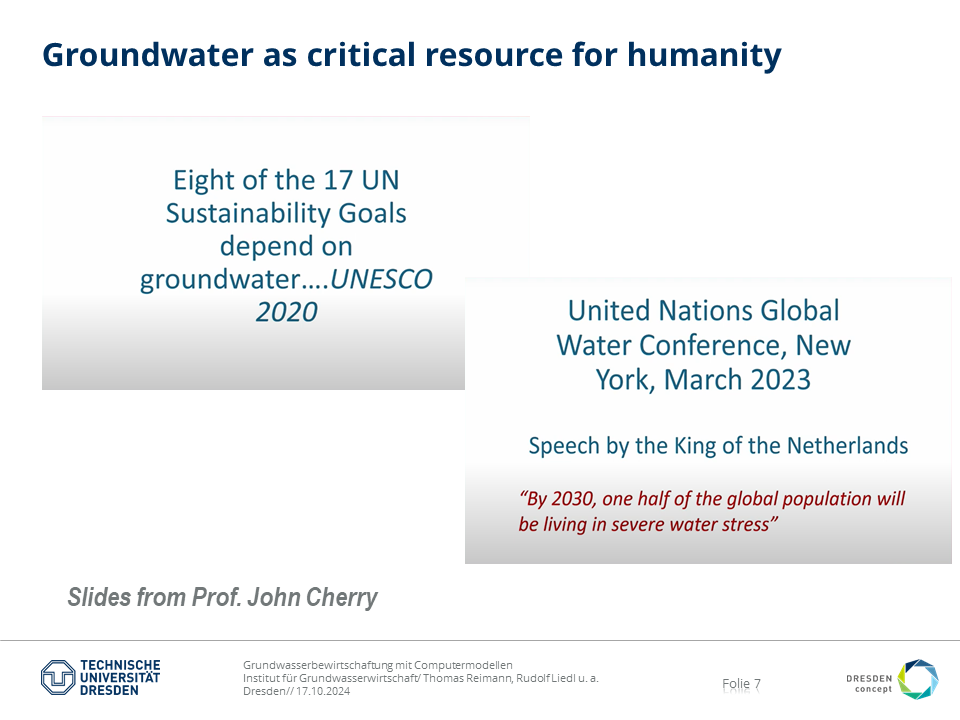 Groundwater as critical resource for humanity
Eight of the 17 UN
Sustainability Goals
depend on
groundwater….UNESCO
2020
United Nations Global
Water Conference, New
York, March 2023
Speech by the King of the Netherlands
“By 2030, one half of the global population will
be living in severe water stress”
Slides from Prof. John Cherry
TECHNISCHE
UNIVERSITÄT
DRESDEN
Grundwasserbewirtschaftung mit Computermodellen
Institut für Grundwasserwirtschaft/ Thomas Reimann, Rudolf Liedl u. a.
Dresden// 17.10.2024
Folie 7
DRESDEN
concept